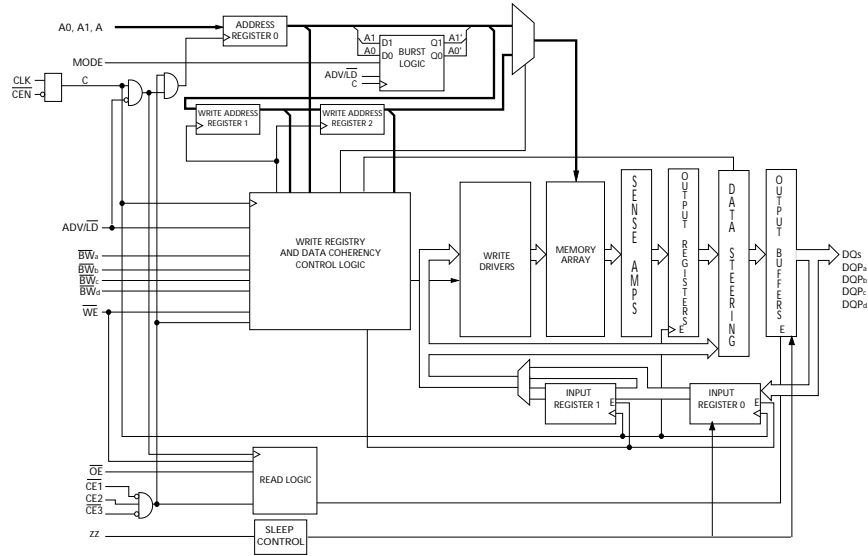 A0, A1, A
ADDRESS
REGISTER 0
A1
D1
Q1
A1'
A0
D0
BURST
LOGIC
Q0
A0'
MODE
ADV/LD
C
CLK
CEN
C
WRITE ADDRESS
REGISTER 1
WRITE ADDRESS
REGISTER 2
ADV/LD
BWa
BWb
BWc
BWd
WE
WRITE REGISTRY
AND DATA COHERENCY
CONTROL LOGIC
WRITE
DRIVERS
MEMORY
ARRAY
SENSE AMPS
OUTPUT REGISTERS
E
DATA STEERING
OUTPUT BUFFERS
E
DQs
DQPa
DQPb
DQPc
DQPd
INPUT
REGISTER 1
E
INPUT
REGISTER 0
E
OE
READ LOGIC
CE1
CE2
CE3
ZZ
SLEEP
CONTROL